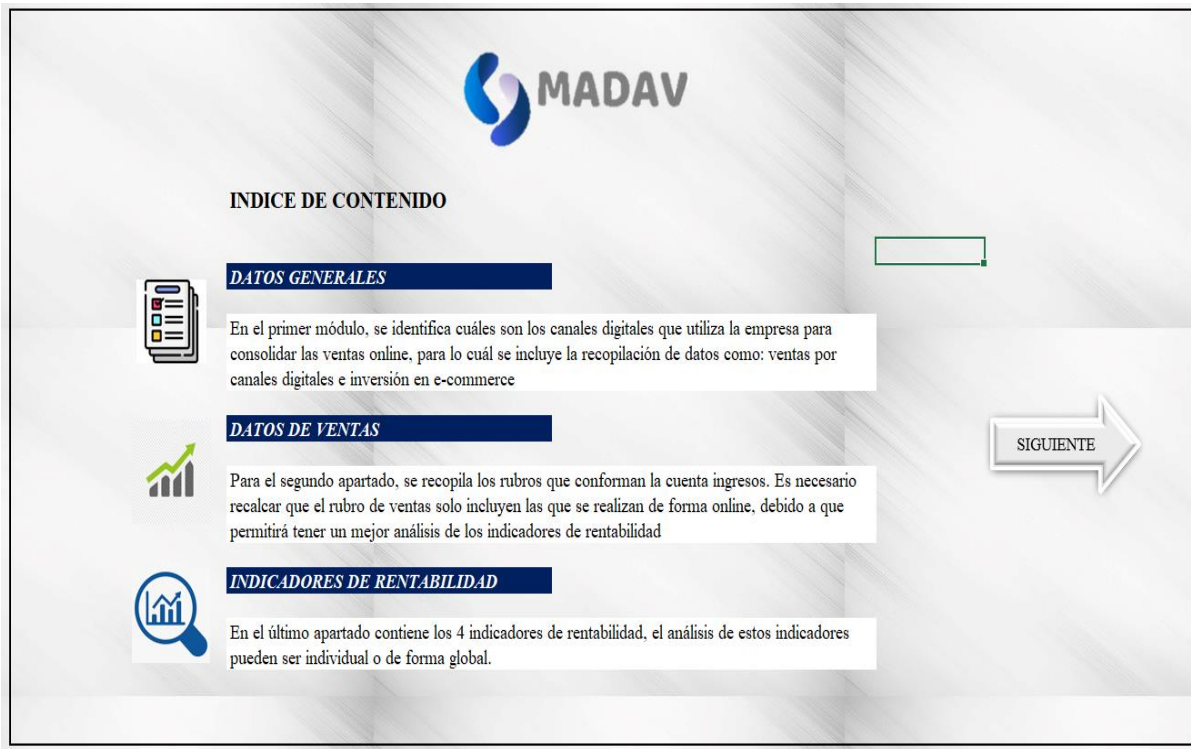 MADAV
INDICE DE CONTENIDO
DATOS GENERALES
En el primer módulo, se identifica cuáles son los canales digitales que utiliza la empresa para
consolidar las ventas online, para lo cuál se incluye la recopilación de datos como: ventas por
canales digitales e inversión en e-commerce
DATOS DE VENTAS
Para el segundo apartado, se recopila los rubros que conforman la cuenta ingresos. Es necesario
recalcar que el rubro de ventas solo incluyen las que se realizan de forma online, debido a que
permitirá tener un mejor análisis de los indicadores de rentabilidad
SIGUIENTE
INDICADORES DE RENTABILIDAD
En el último apartado contiene los 4 indicadores de rentabilidad, el análisis de estos indicadores
pueden ser individual o de forma global.